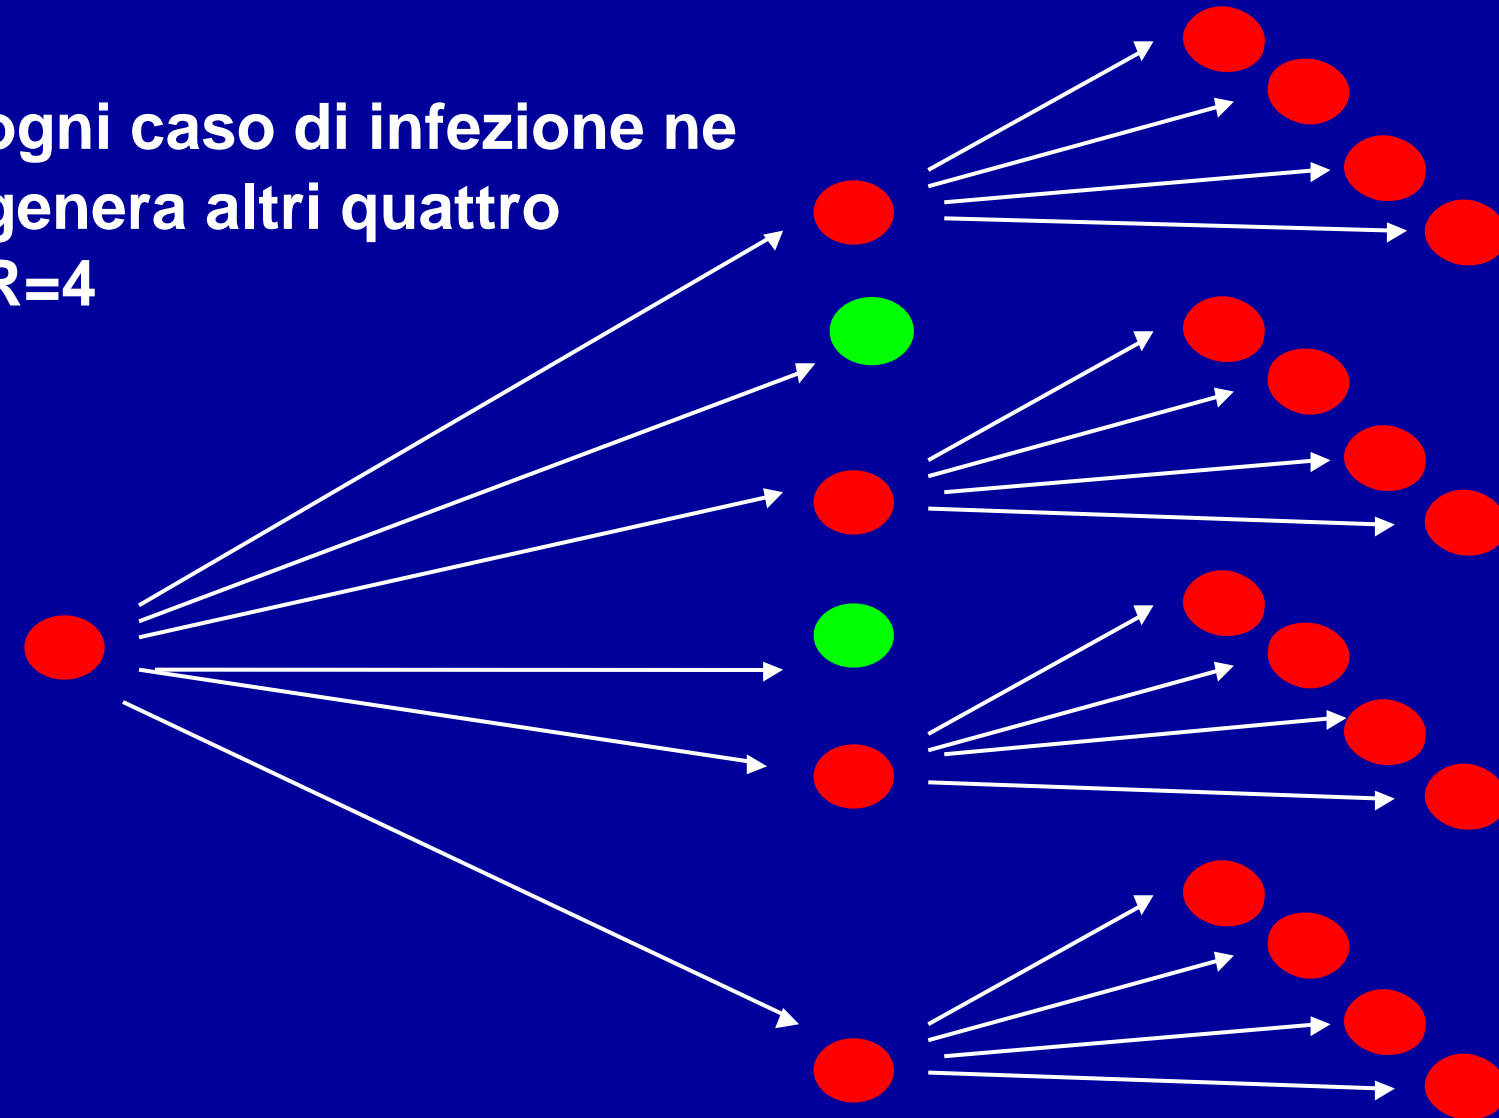 ogni caso di infezione ne
genera altri quattro
R=4